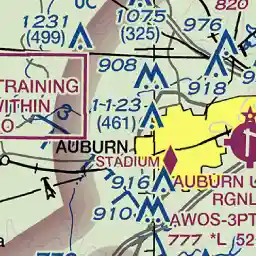 UC
820
1231
(499)
1075
(325)
976
908
918
TRAINING
WITHIN
1123
(461)
AUBURN
STADIUM
916
AUBURN U
RGNL
910
AWOS-3PT
777 *L 52